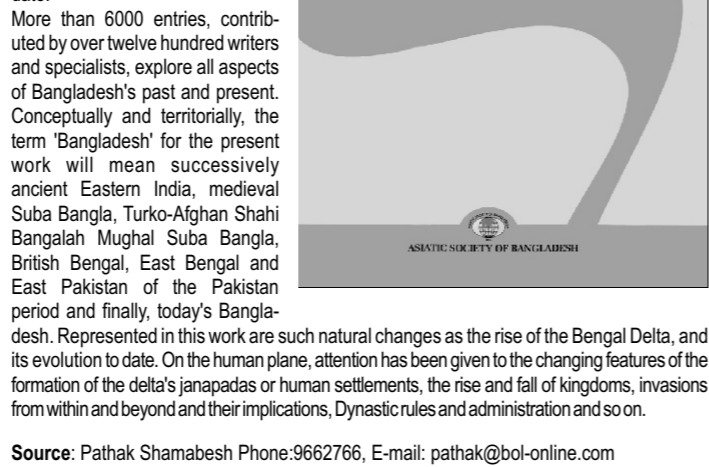 date.
More than 6000 entries, contrib-
uted by over twelve hundred writers
and specialists, explore all aspects
of Bangladesh's past and present.
Conceptually and territorially, the
term 'Bangladesh' for the present
work will mean successively
ancient Eastern India, medieval
Suba Bangla, Turko-Afghan Shahi
Bangalah Mughal Suba Bangla,
British Bengal, East Bengal and
East Pakistan of the Pakistan
period and finally, today's Bangla-
desh. Represented in this work are such natural changes as the rise of the Bengal Delta, and
its evolution to date. On the human plane, attention has been given to the changing features of the
formation of the delta's janapadas or human settlements, the rise and fall of kingdoms, invasions
from within and beyond and their implications, Dynastic rules and administration and so on.
ASIATIC SOCIETY OF BANGLADESH
Source: Pathak Shamabesh Phone:9662766, E-mail: pathak@bol-online.com